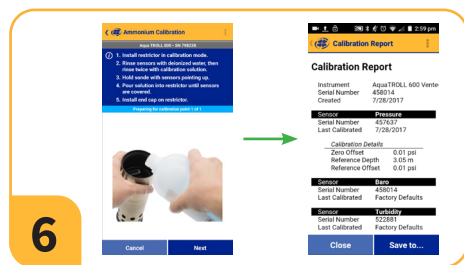 Ammonium Calibration
Aqua TROLL 500 - SN 798238
1. Install restrictor in calibration mode.
2. Rinse sensors with deionized water, then
rinse twice with calibration solution.
3. Hold sonde with sensors pointing up.
4. Pour solution into restrictor until sensors
are covered.
5. Install end cap on restrictor.
Preparing for calibration point 1 of 1
Cancel
Next
2:59 pm
Calibration Report
Calibration Report
Instrument AquaTROLL 600 Vente
Serial Number 458014
Created 7/28/2017
Sensor Pressure
Serial Number 457637
Last Calibrated 7/28/2017
Calibration Details
Zero Offset 0.01 psi
Reference Depth 3.05 m
Reference Offset 0.01 psi
Sensor Baro
Serial Number 458014
Last Calibrated Factory Defaults
Sensor Turbidity
Serial Number 522881
Last Calibrated Factory Defaults
Close
Save to...
6